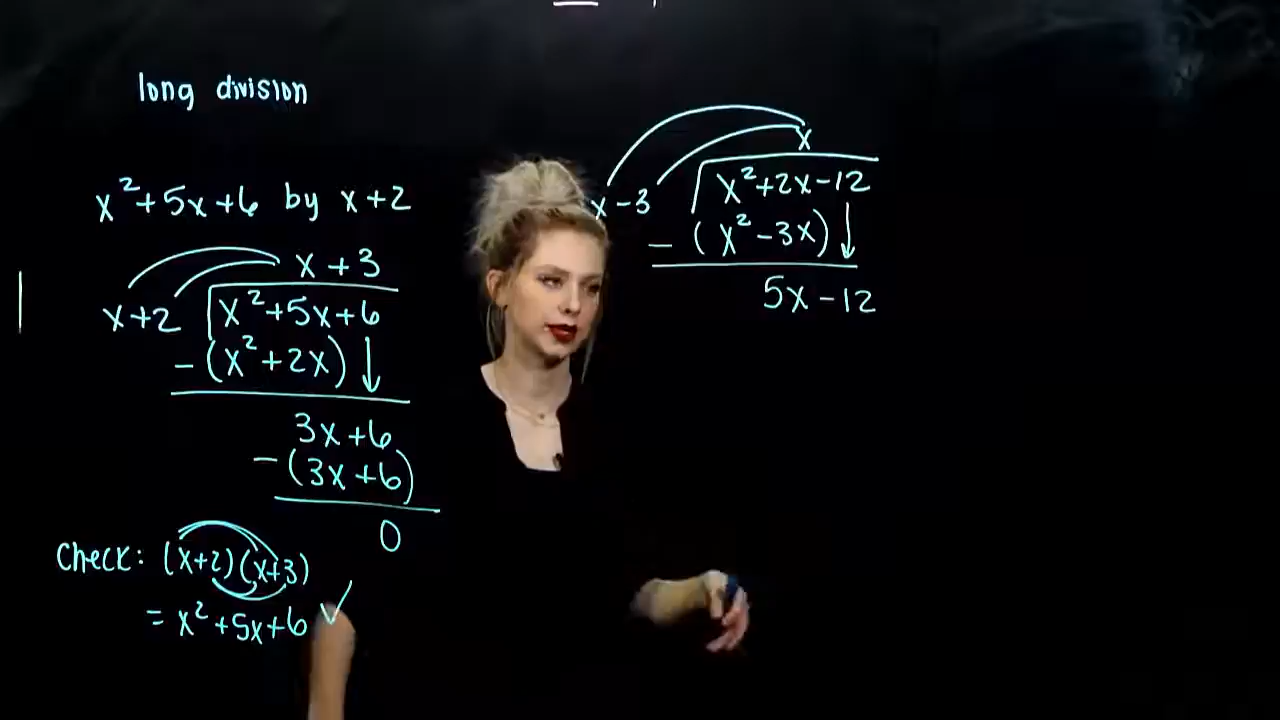 long division
x²+5x+6 by x+2
x+3
x+2 x²+5x+6
-(x²+2x)
3x+6
-(3x+6)
0
Check: (x+2)(x+3)
= x²+5x+6 ✓
x
x-3 x²+2x-12
-(x²-3x)
5x-12